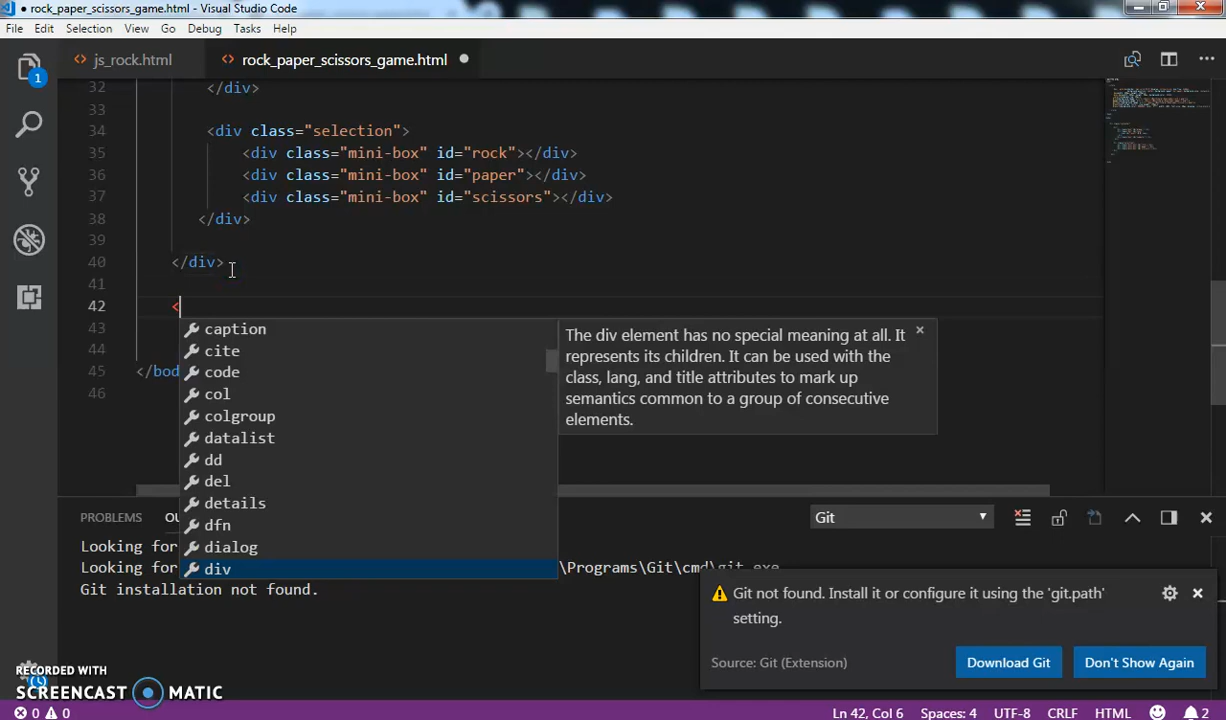 ● rock_paper_scissors_game.html - Visual Studio Code
File Edit Selection View Go Debug Tasks Help
<> js_rock.html <> rock_paper_scissors_game.html ●
1
32 </div>
33
34 <div class="selection">
35 <div class="mini-box" id="rock"></div>
36 <div class="mini-box" id="paper"></div>
37 <div class="mini-box" id="scissors"></div>
38 </div>
39
40 </div>
41
42 <
43
44
45 </bod
46
caption
cite
code
col
colgroup
datalist
dd
del
details
dfn
dialog
div
The div element has no special meaning at all. It
represents its children. It can be used with the
class, lang, and title attributes to mark up
semantics common to a group of consecutive
elements.
PROBLEMS OU Git
Looking for
Looking for \Programs\Git\cmd\git.exe
Git installation not found.
Git not found. Install it or configure it using the 'git.path'
setting.
Source: Git (Extension) Download Git Don't Show Again
RECORDED WITH
SCREENCAST MATIC
0 0 Ln 42, Col 6 Spaces: 4 UTF-8 CRLF HTML 2